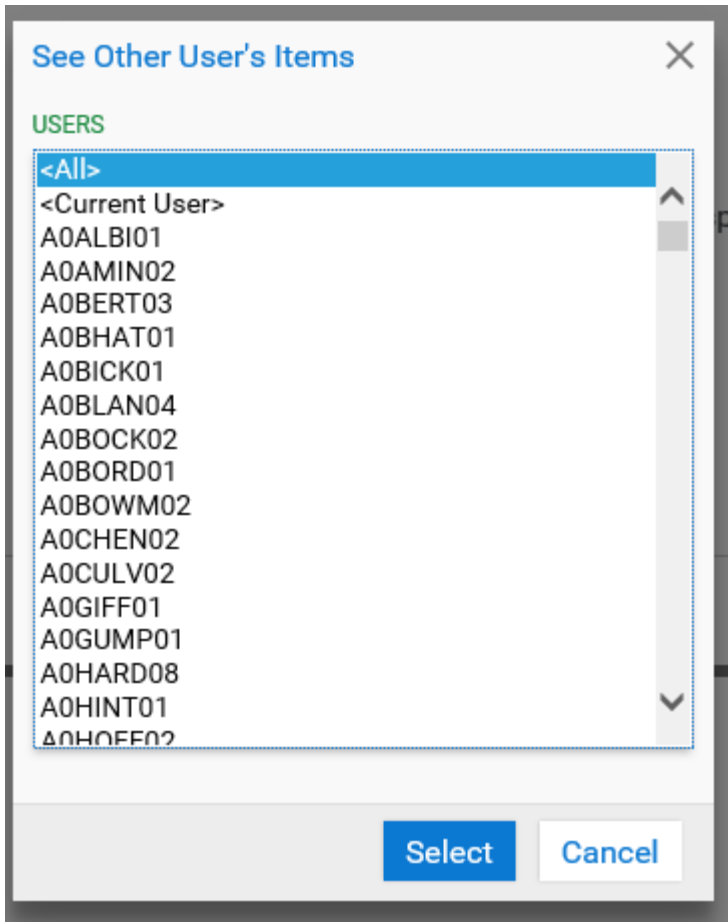 See Other User's Items
USERS
<All>
<Current User>
A0ALBI01
A0AMIN02
A0BERT03
A0BHAT01
A0BICK01
A0BLAN04
A0BOCK02
A0BORD01
A0BOWM02
A0CHEN02
A0CULV02
A0GIFF01
A0GUMP01
A0HARD08
A0HINT01
A0HOFF02
Select
Cancel